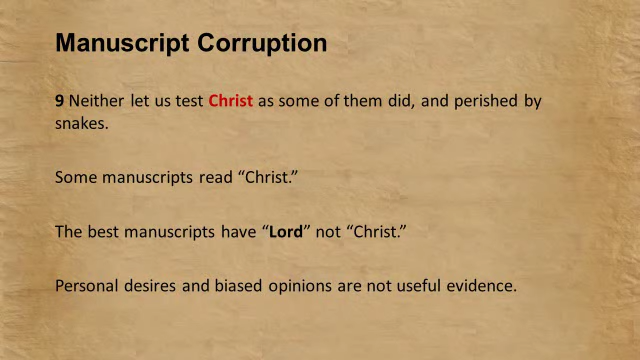 Manuscript Corruption
9 Neither let us test Christ as some of them did, and perished by
snakes.
Some manuscripts read “Christ.”
The best manuscripts have “Lord” not “Christ.”
Personal desires and biased opinions are not useful evidence.